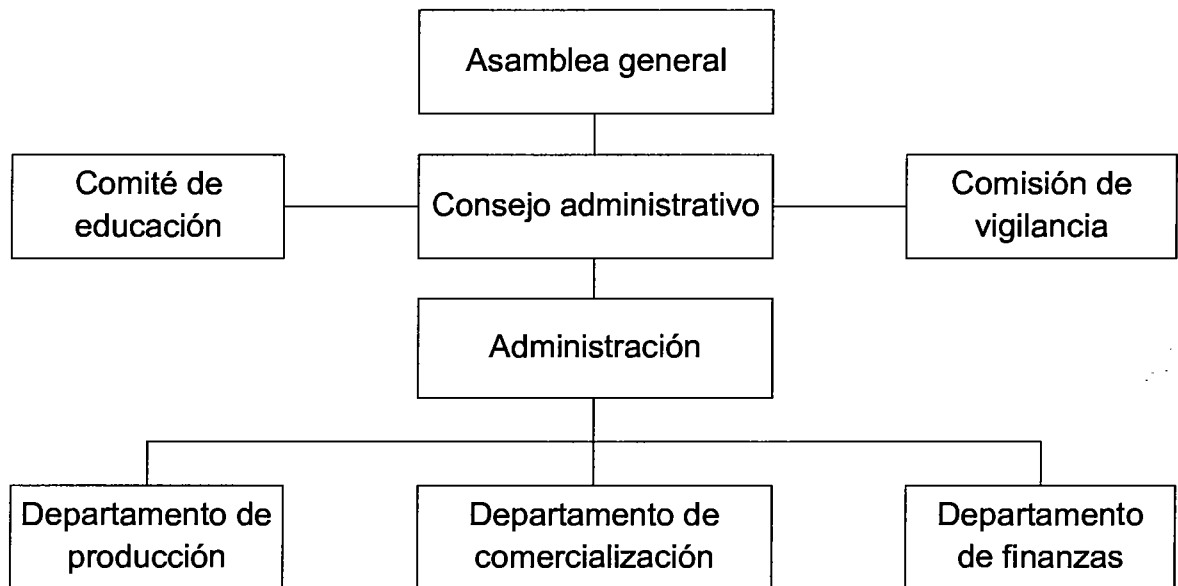 Asamblea general
Comité de
educación
Consejo administrativo
Comisión de
vigilancia
Administración
Departamento de
producción
Departamento de
comercialización
Departamento
de finanzas